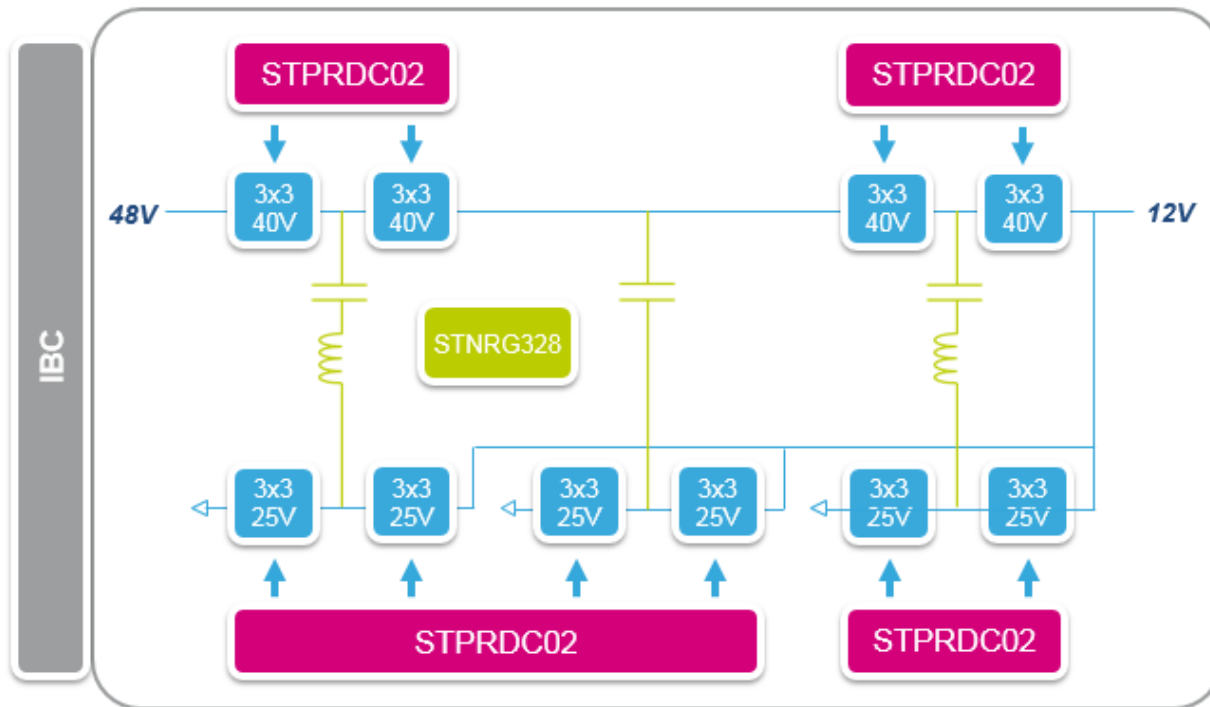 STPRDC02
STPRDC02
3x3
40V
3x3
40V
3x3
40V
3x3
40V
48V
12V
IBC
STNRG328
3x3
25V
3x3
25V
3x3
25V
3x3
25V
3x3
25V
3x3
25V
STPRDC02
STPRDC02